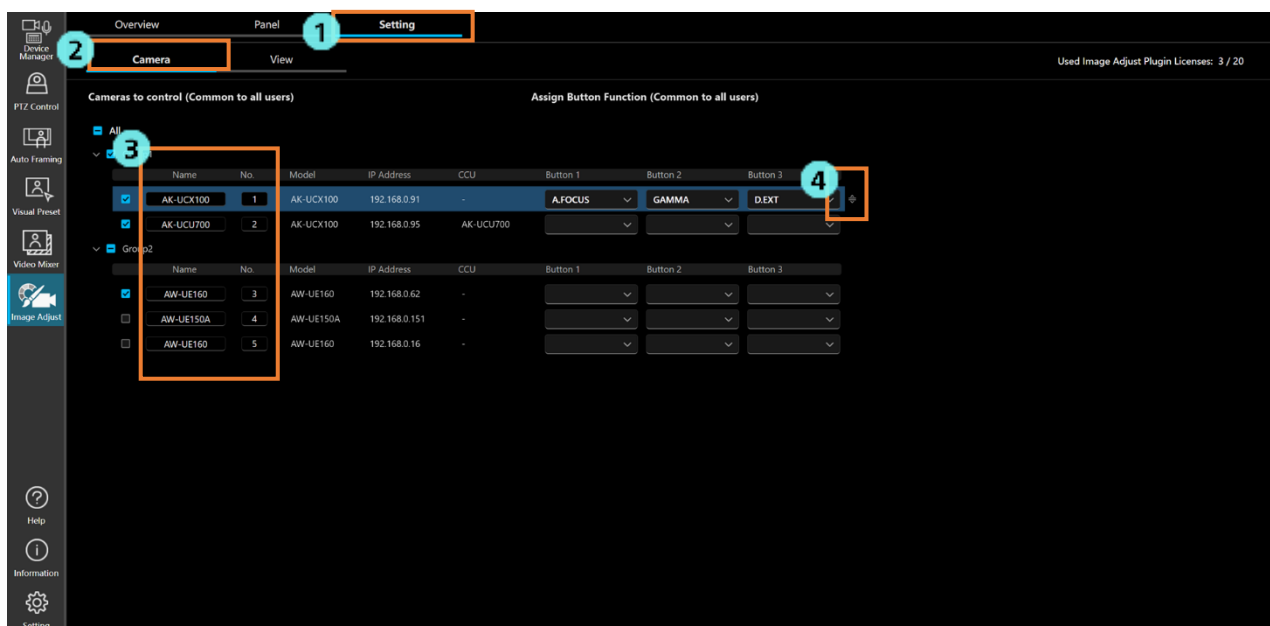 Overview Panel 1 Setting
2 Camera View
Used Image Adjust Plugin Licenses: 3 / 20
Device Manager
PTZ Control
Auto Framing
Visual Preset
Video Mixer
Image Adjust
Help
Information
Setting
Cameras to control (Common to all users) Assign Button Function (Common to all users)
All
3
Name No. Model IP Address CCU Button 1 Button 2 Button 3
4
AK-UCX100 1 AK-UCX100 192.168.0.91 - A.FOCUS GAMMA D.EXT
AK-UCU700 2 AK-UCX100 192.168.0.95 AK-UCU700
Group2
Name No. Model IP Address CCU Button 1 Button 2 Button 3
AW-UE160 3 AW-UE160 192.168.0.62 -
AW-UE150A 4 AW-UE150A 192.168.0.151 -
AW-UE160 5 AW-UE160 192.168.0.16 -